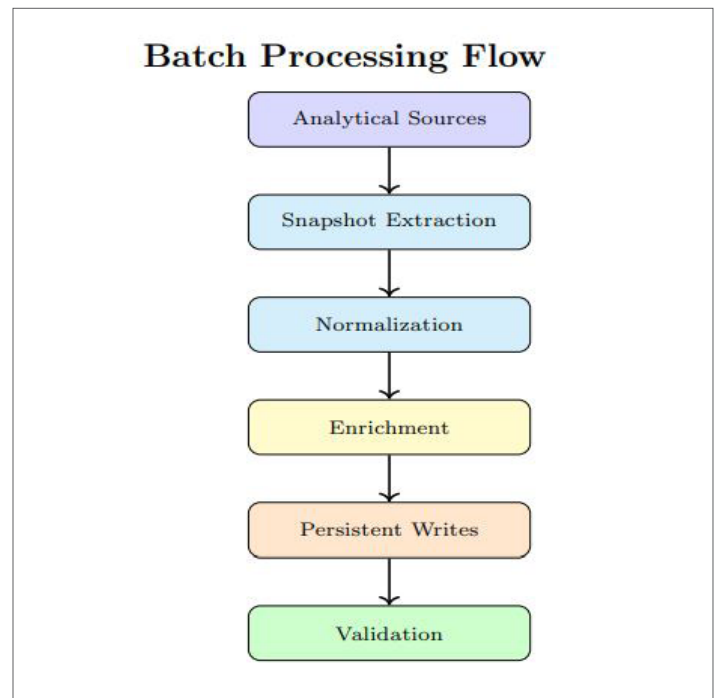 Batch Processing Flow
Analytical Sources
Snapshot Extraction
Normalization
Enrichment
Persistent Writes
Validation